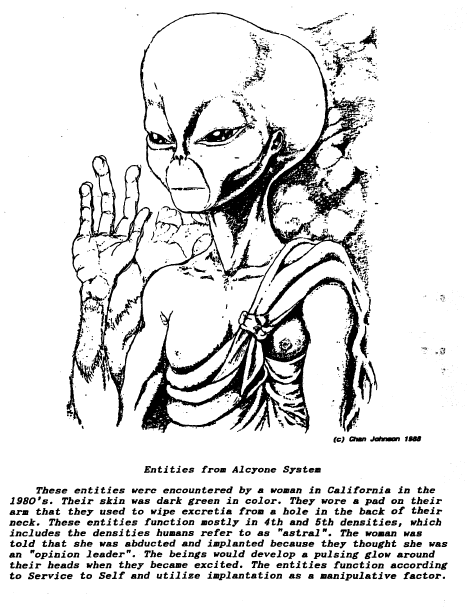 (c) Chan Johnson 1988
Entities from Alcyone System
These entities were encountered by a woman in California in the
1980's. Their skin was dark green in color. They wore a pad on their
arm that they used to wipe excretia from a hole in the back of their
neck. These entities function mostly in 4th and 5th densities, which
includes the densities humans refer to as "astral". The woman was
told that she was abducted and implanted because they thought she was
an "opinion leader". The beings would develop a pulsing glow around
their heads when they became excited. The entities function according
to Service to Self and utilize implantation as a manipulative factor.